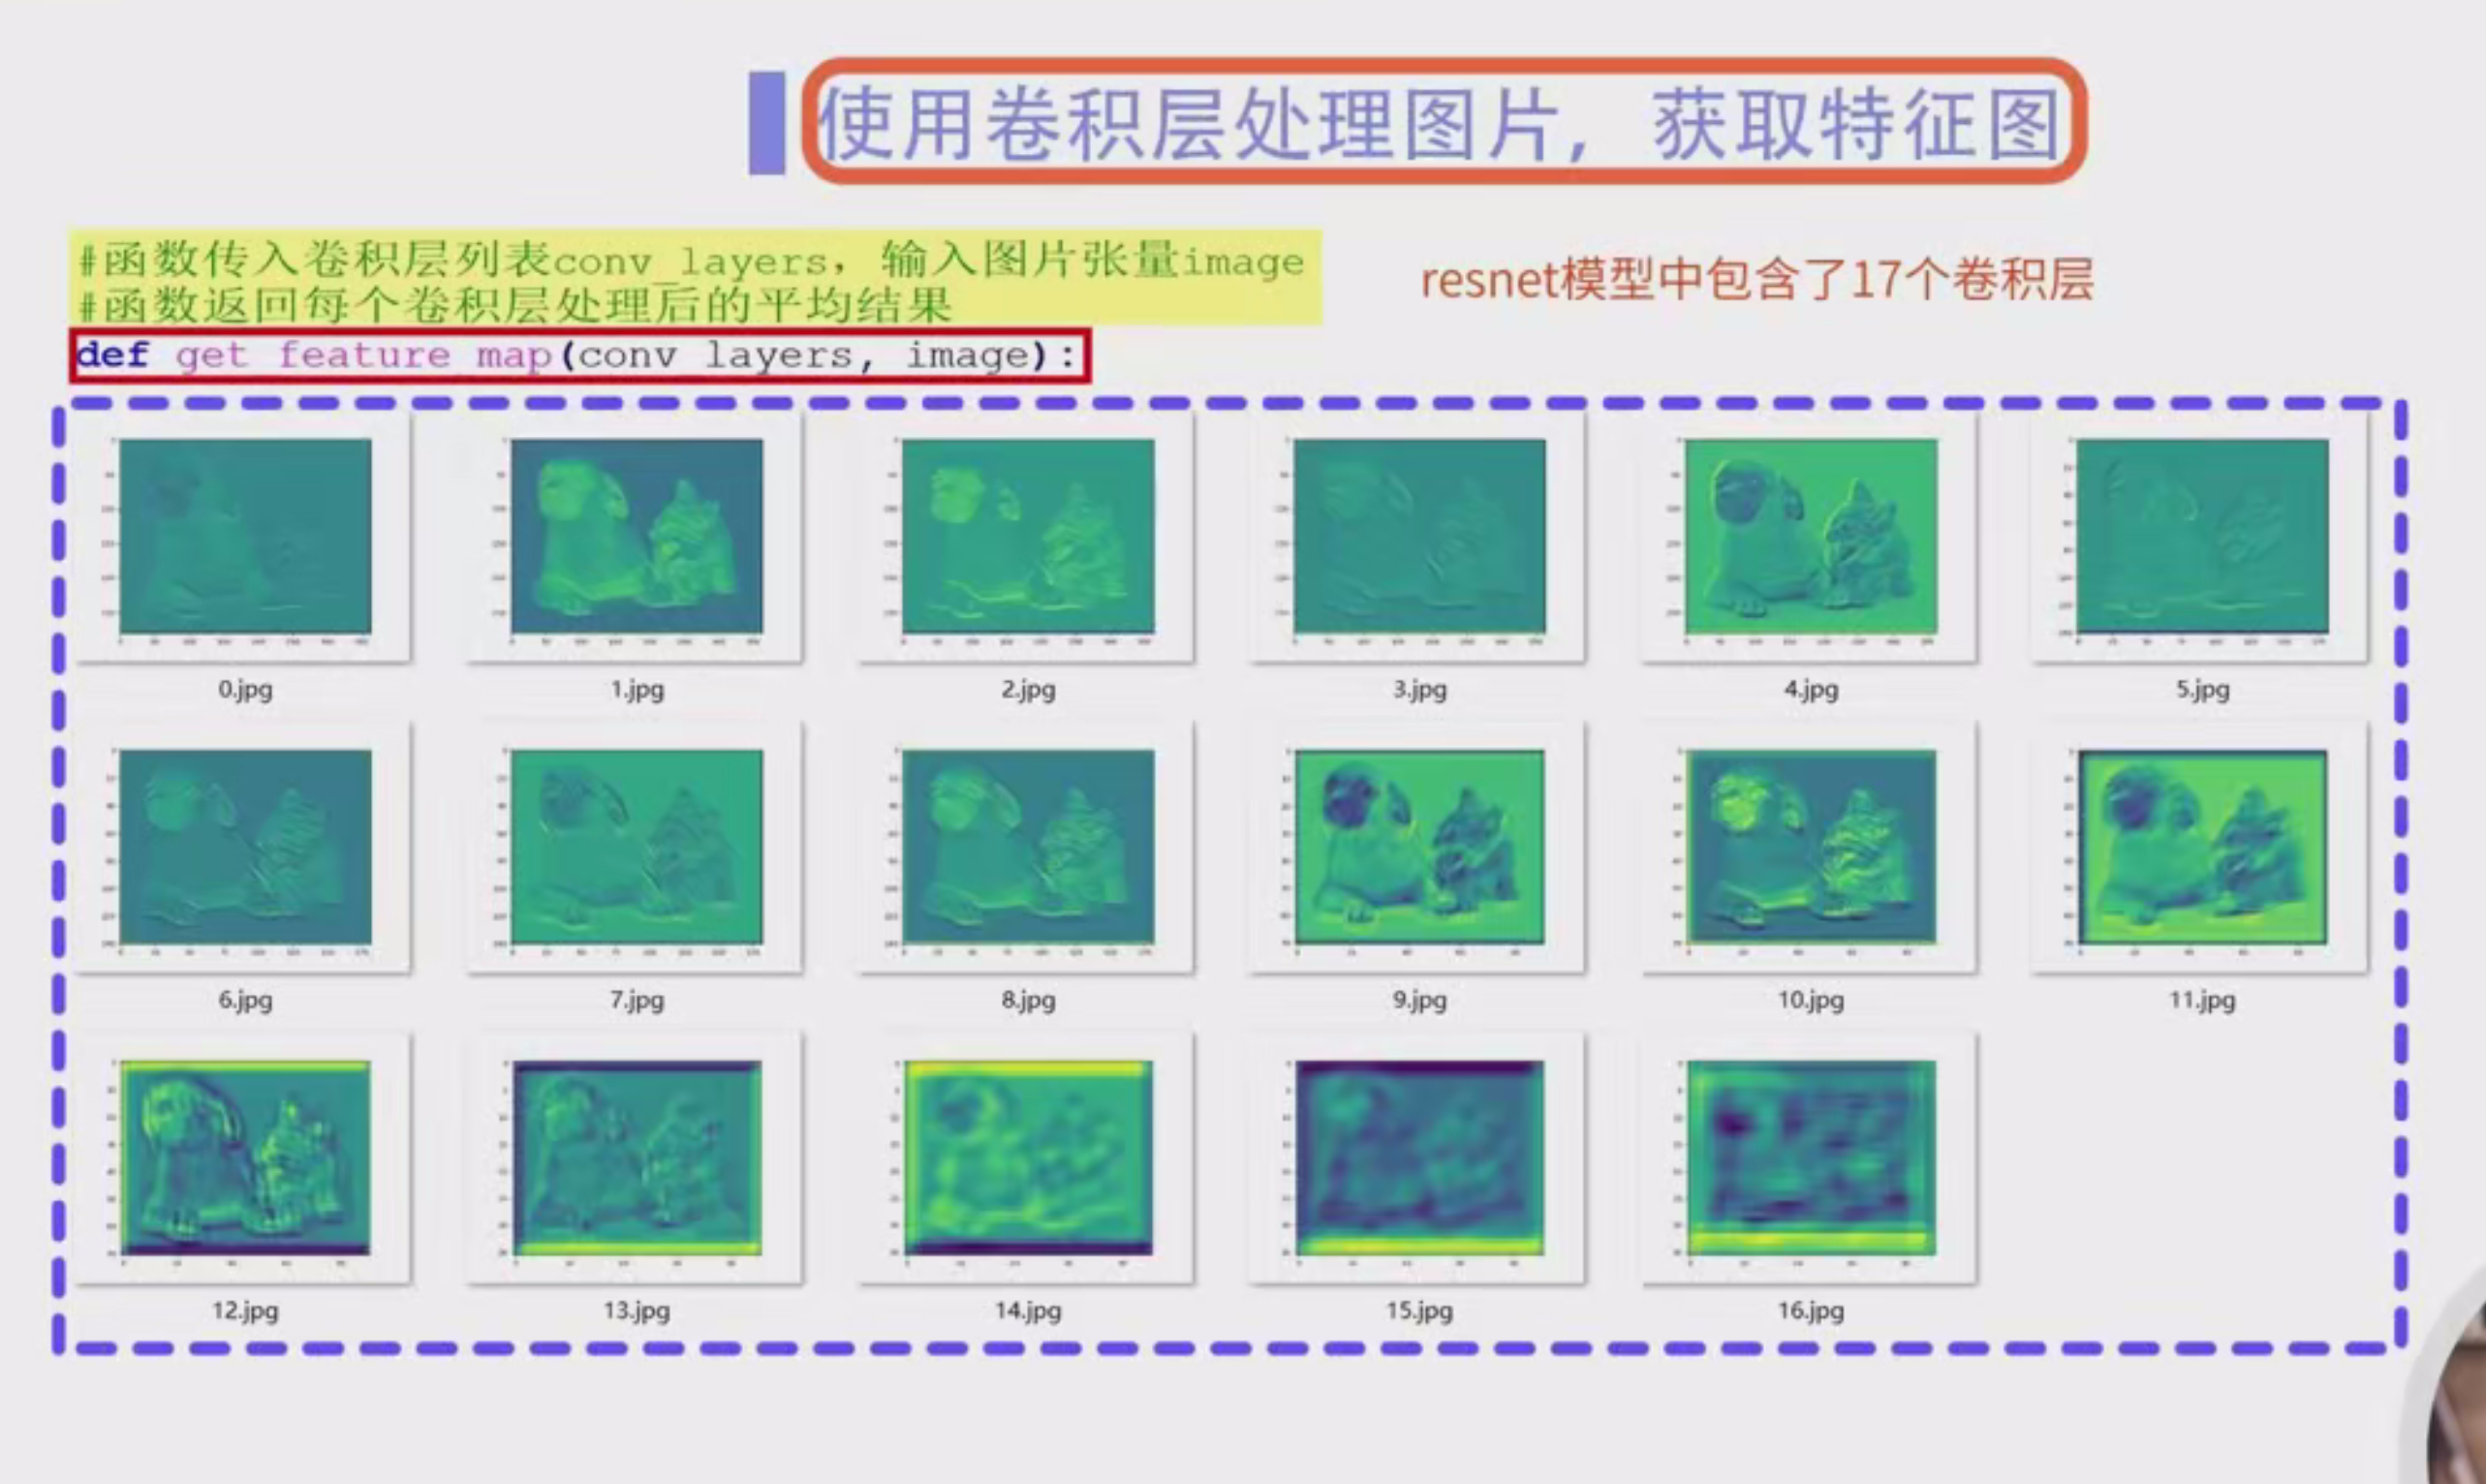 使用卷积层处理图片，获取特征图
#函数传入卷积层列表conv_layers，输入图片张量image
#函数返回每个卷积层处理后的平均结果
resnet模型中包含了17个卷积层
def get_feature_map(conv_layers, image):
0.jpg
1.jpg
2.jpg
3.jpg
4.jpg
5.jpg
6.jpg
7.jpg
8.jpg
9.jpg
10.jpg
11.jpg
12.jpg
13.jpg
14.jpg
15.jpg
16.jpg